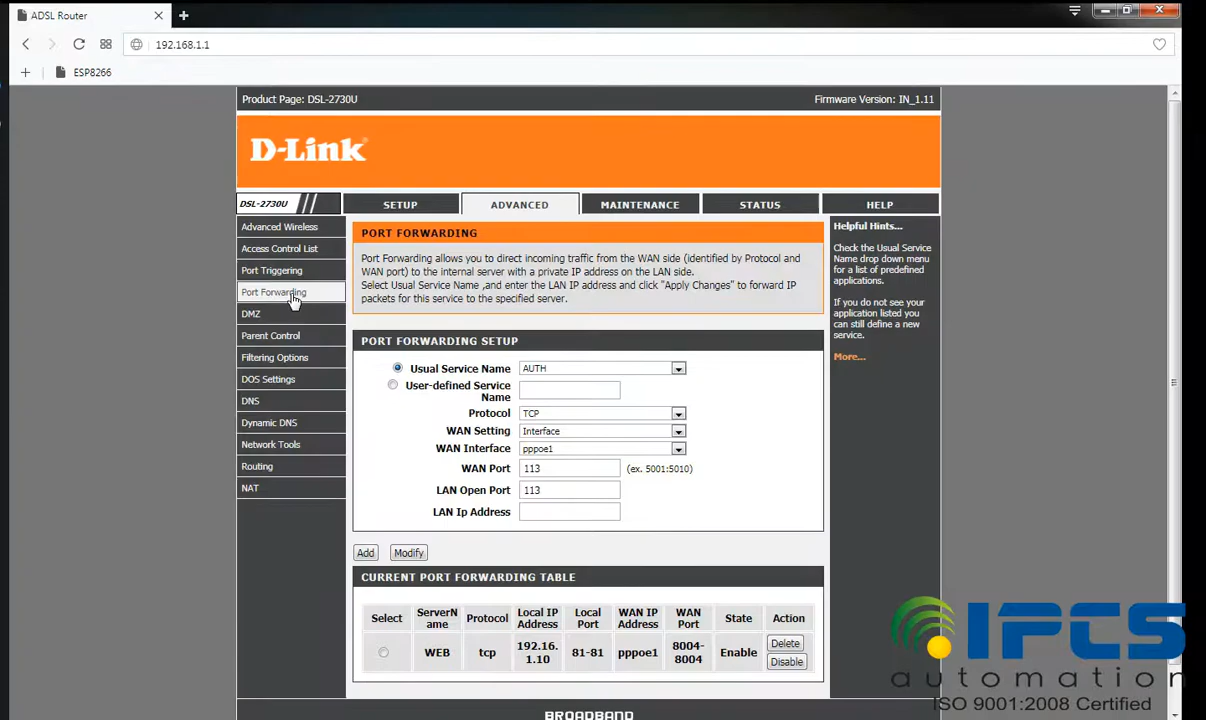 ADSL Router
192.168.1.1
ESP8266
Product Page: DSL-2730U
Firmware Version: IN_1.11
D-Link
DSL-2730U
SETUP
ADVANCED
MAINTENANCE
STATUS
HELP
Advanced Wireless
Access Control List
Port Triggering
Port Forwarding
DMZ
Parent Control
Filtering Options
DOS Settings
DNS
Dynamic DNS
Network Tools
Routing
NAT
PORT FORWARDING
Port Forwarding allows you to direct incoming traffic from the WAN side (identified by Protocol and
WAN port) to the internal server with a private IP address on the LAN side.
Select Usual Service Name ,and enter the LAN IP address and click "Apply Changes" to forward IP
packets for this service to the specified server.
PORT FORWARDING SETUP
Usual Service Name AUTH
User-defined Service
Name
Protocol TCP
WAN Setting Interface
WAN Interface pppoe1
WAN Port 113 (ex. 5001:5010)
LAN Open Port 113
LAN Ip Address
Add Modify
CURRENT PORT FORWARDING TABLE
Select ServerN
ame Protocol Local IP
Address Local
Port WAN IP
Address WAN
Port State Action
WEB tcp 192.16.
1.10 81-81 pppoe1 8004-
8004 Enable Delete
Disable
Helpful Hints...
Check the Usual Service
Name drop down menu
for a list of predefined
applications.
If you do not see your
application listed you
can still define a new
service.
More...
BROADBAND
IPCS
automation
ISO 9001:2008 Certified